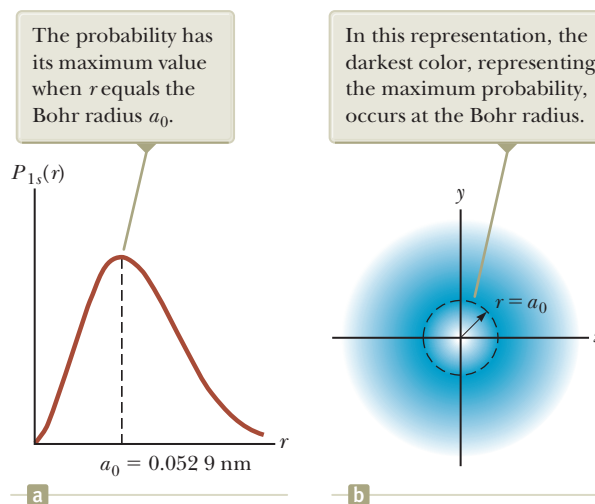 The probability has
its maximum value
when r equals the
Bohr radius a₀.
P₁ₛ(r)
r
a₀ = 0.052 9 nm
a
In this representation, the
darkest color, representing
the maximum probability,
occurs at the Bohr radius.
y
r = a₀
b